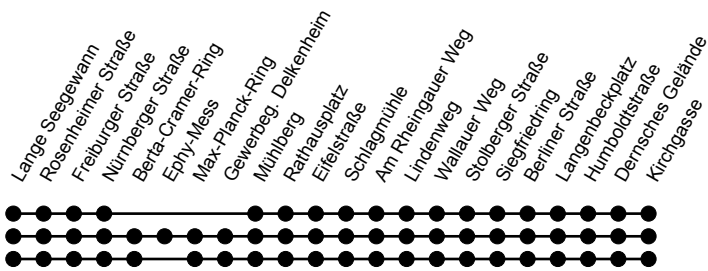 Lange Seegewann
Rosenheimer Straße
Freiburger Straße
Nürnberger Straße
Berta-Cramer-Ring
Ephy-Mess
Max-Planck-Ring
Gewerbeg. Delkenheim
Mühlberg
Rathausplatz
Eifelstraße
Schlagmühle
Am Rheingauer Weg
Lindenweg
Wallauer Weg
Stolberger Straße
Siegfriedring
Berliner Straße
Langenbeckplatz
Humboldtstraße
Dernsches Gelände
Kirchgasse